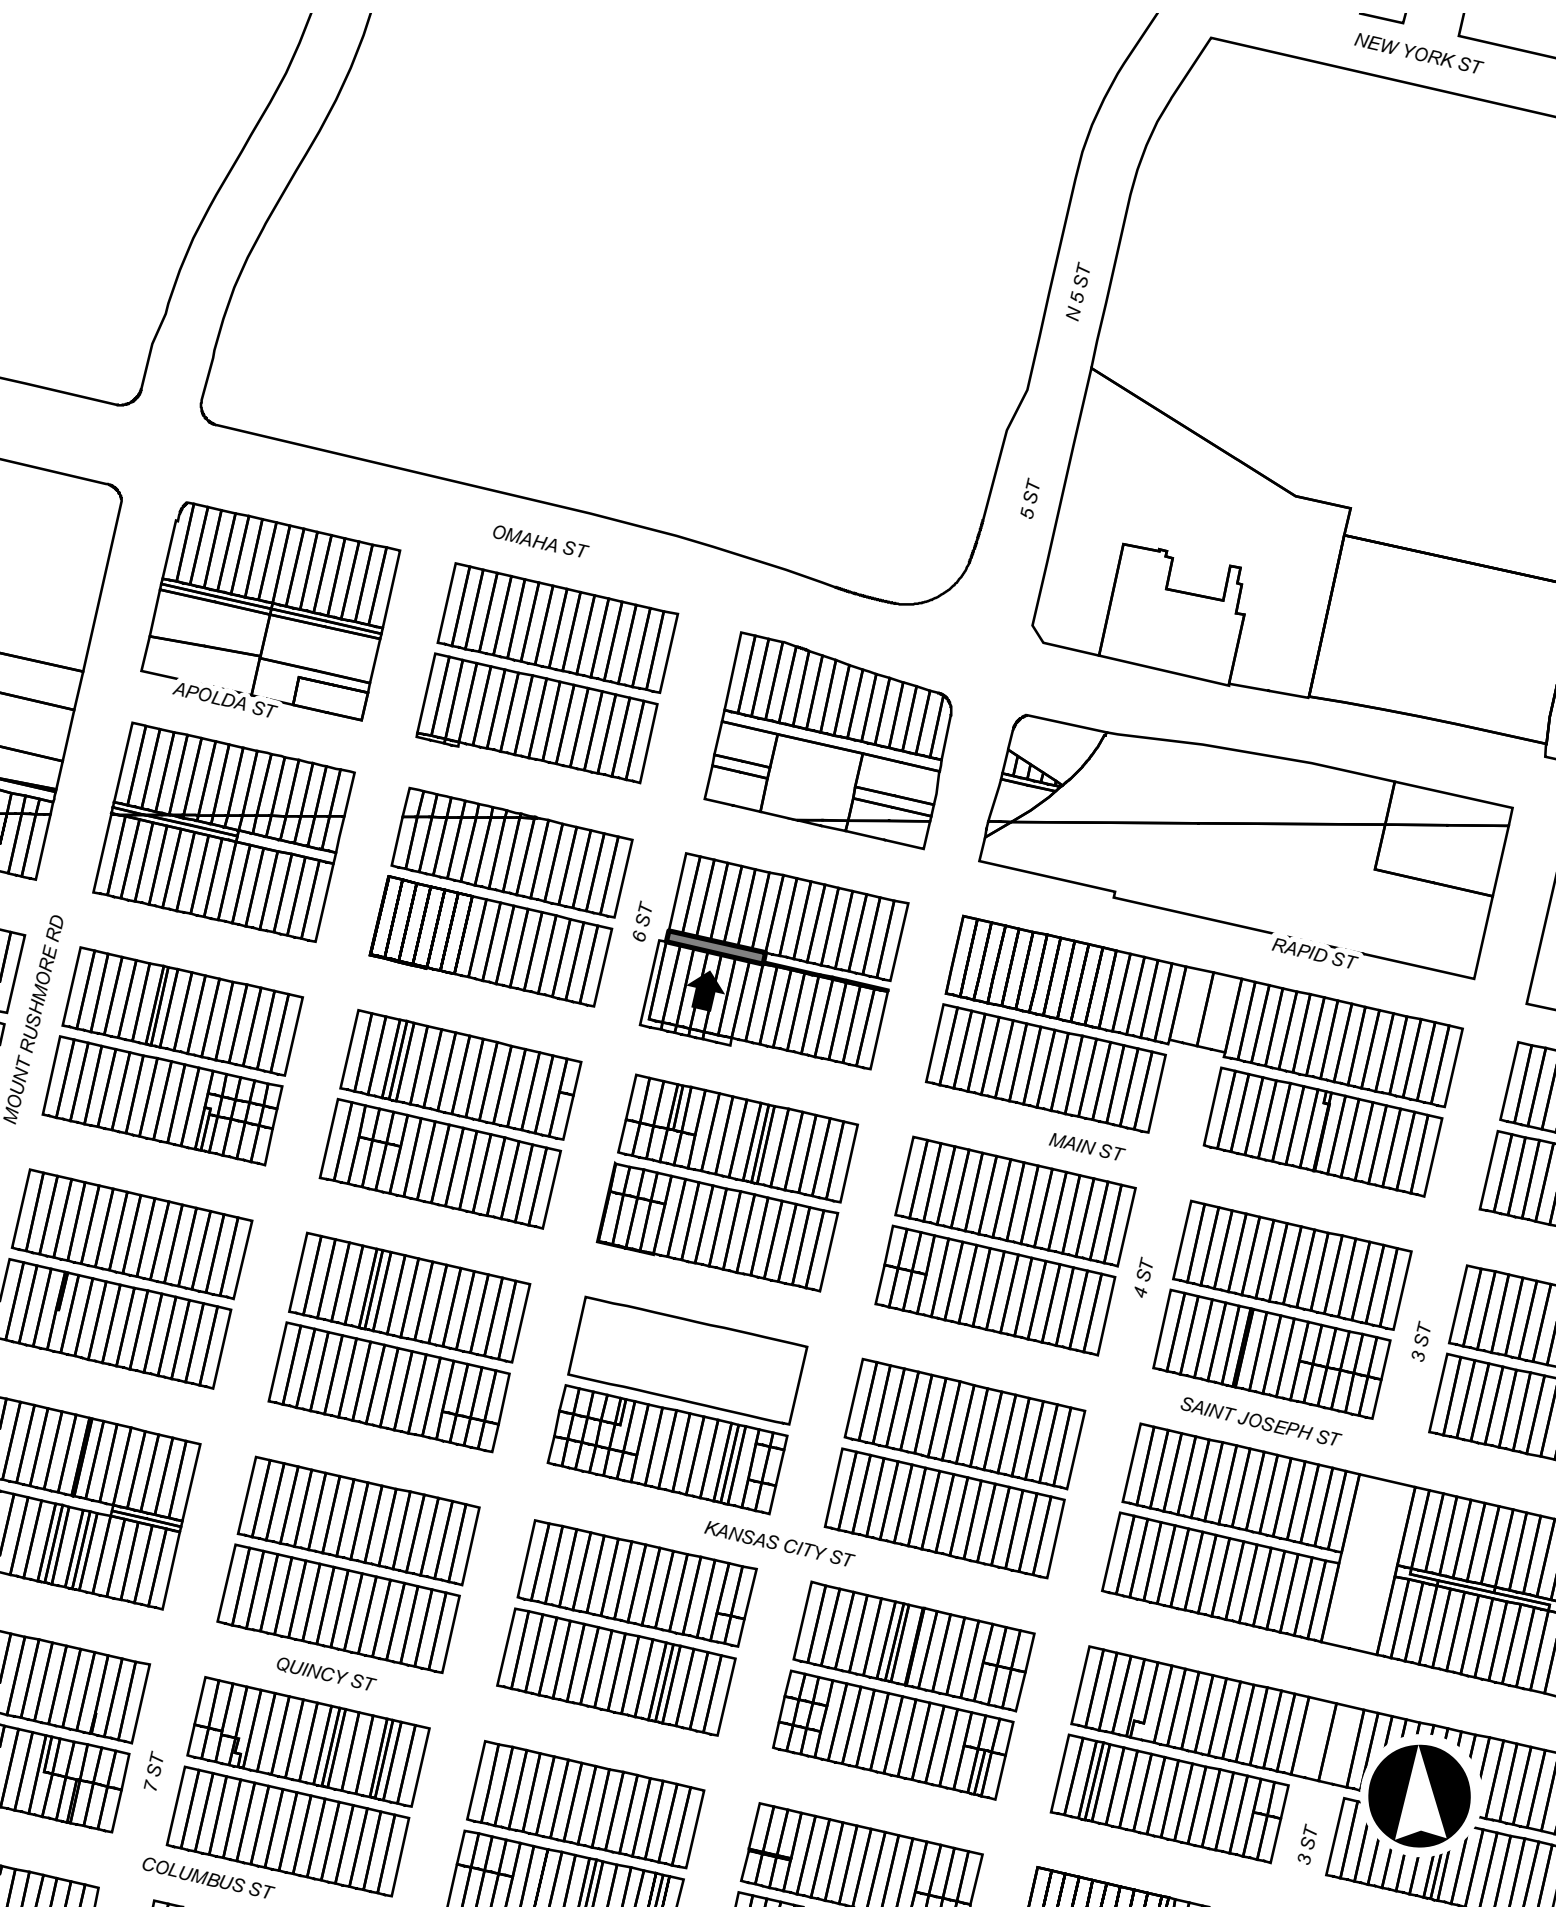 NEW YORK ST
N 5 ST
5 ST
OMAHA ST
APOLDA ST
6 ST
RAPID ST
MOUNT RUSHMORE RD
MAIN ST
4 ST
3 ST
SAINT JOSEPH ST
KANSAS CITY ST
QUINCY ST
7 ST
3 ST
COLUMBUS ST